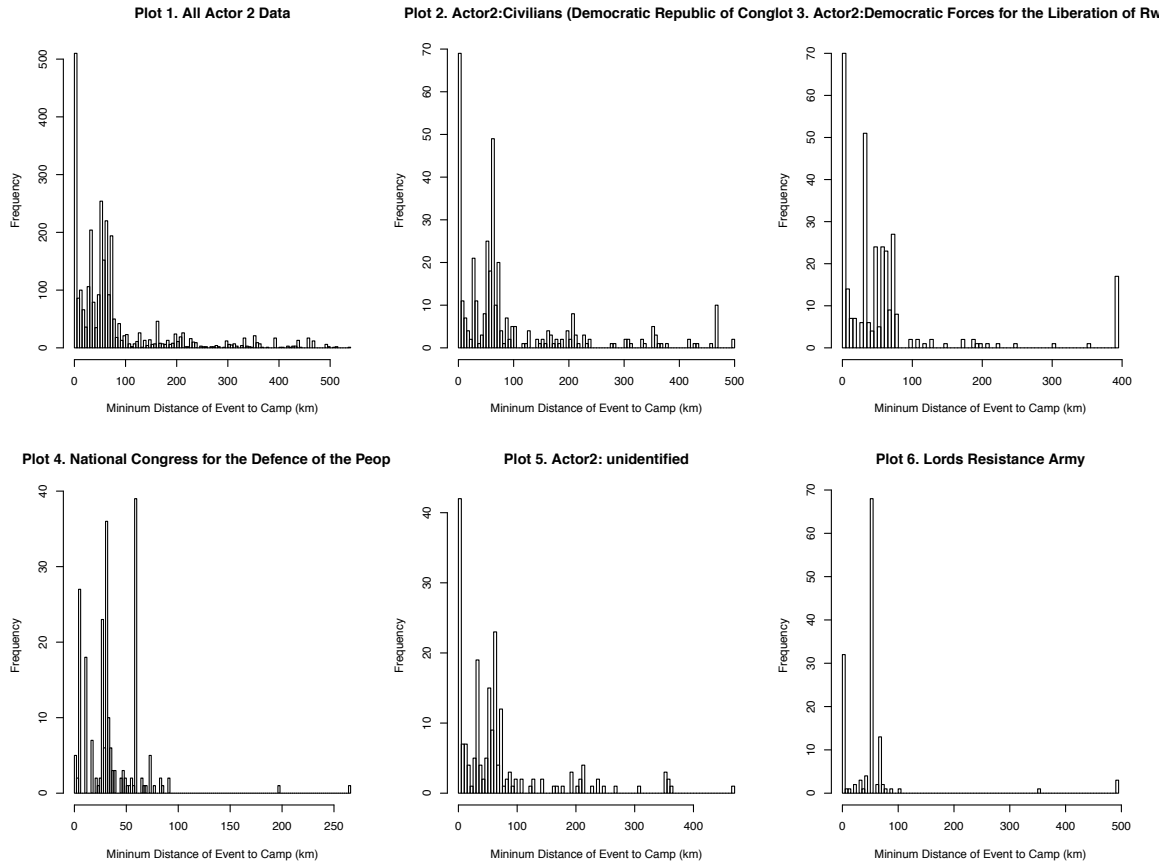 Plot 1. All Actor 2 Data
Frequency
0 100 200 300 400 500
0 100 200 300 400 500
Mininum Distance of Event to Camp (km)
Plot 2. Actor2:Civilians (Democratic Republic of Conglot 3. Actor2:Democratic Forces for the Liberation of Rw
Frequency
0 10 20 30 40 50 60 70
0 100 200 300 400 500
Mininum Distance of Event to Camp (km)
Frequency
0 10 20 30 40 50 60 70
0 100 200 300 400
Mininum Distance of Event to Camp (km)
Plot 4. National Congress for the Defence of the Peop
Frequency
0 10 20 30 40
0 50 100 150 200 250
Mininum Distance of Event to Camp (km)
Plot 5. Actor2: unidentified
Frequency
0 10 20 30 40
0 100 200 300 400
Mininum Distance of Event to Camp (km)
Plot 6. Lords Resistance Army
Frequency
0 10 20 30 40 50 60 70
0 100 200 300 400 500
Mininum Distance of Event to Camp (km)